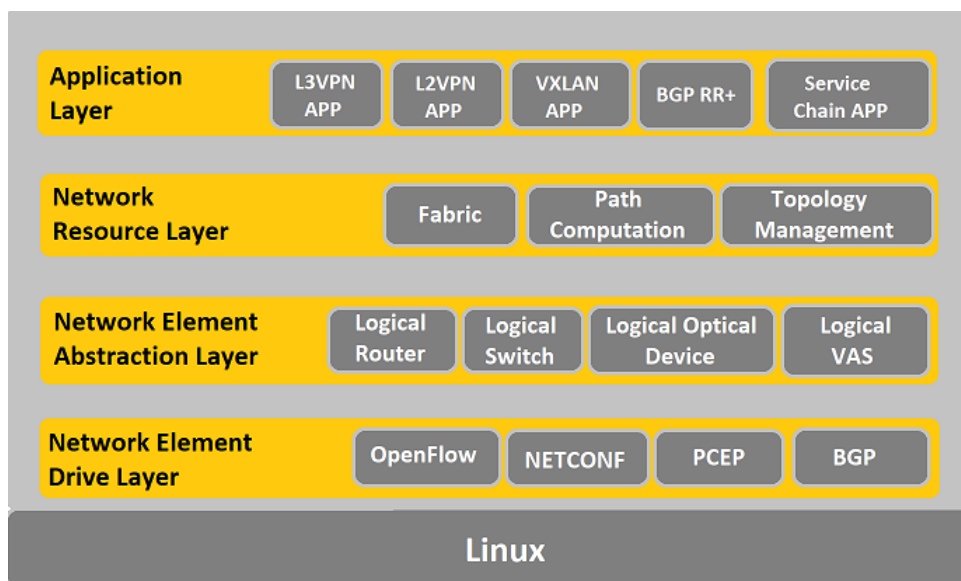 Application
Layer
L3VPN
APP
L2VPN
APP
VXLAN
APP
BGP RR+
Service
Chain APP
Network
Resource Layer
Fabric
Path
Computation
Topology
Management
Network Element
Abstraction Layer
Logical
Router
Logical
Switch
Logical Optical
Device
Logical
VAS
Network Element
Drive Layer
OpenFlow
NETCONF
PCEP
BGP
Linux